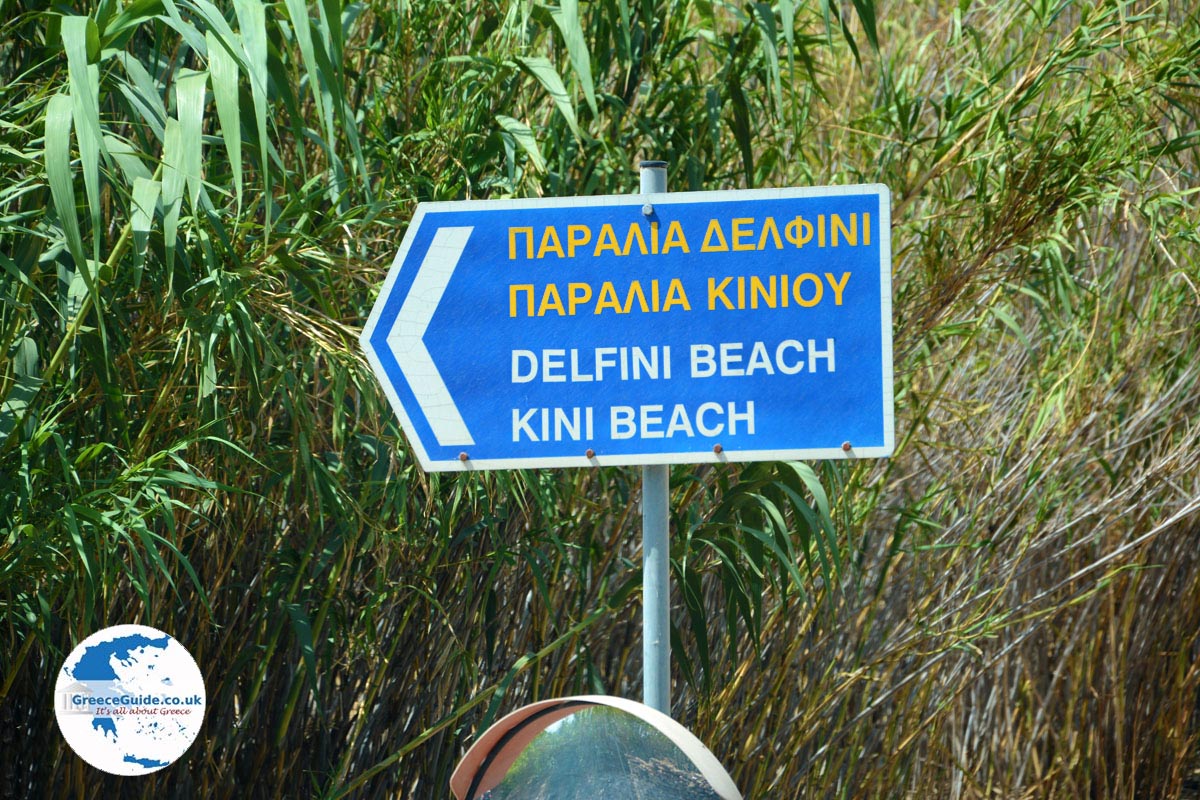 ΠΑΡΑΛΙΑ ΔΕΛΦΙΝΙ
ΠΑΡΑΛΙΑ ΚΙΝΙΟΥ
DELFINI BEACH
KINI BEACH
GreeceGuide.co.uk
It's all about Greece